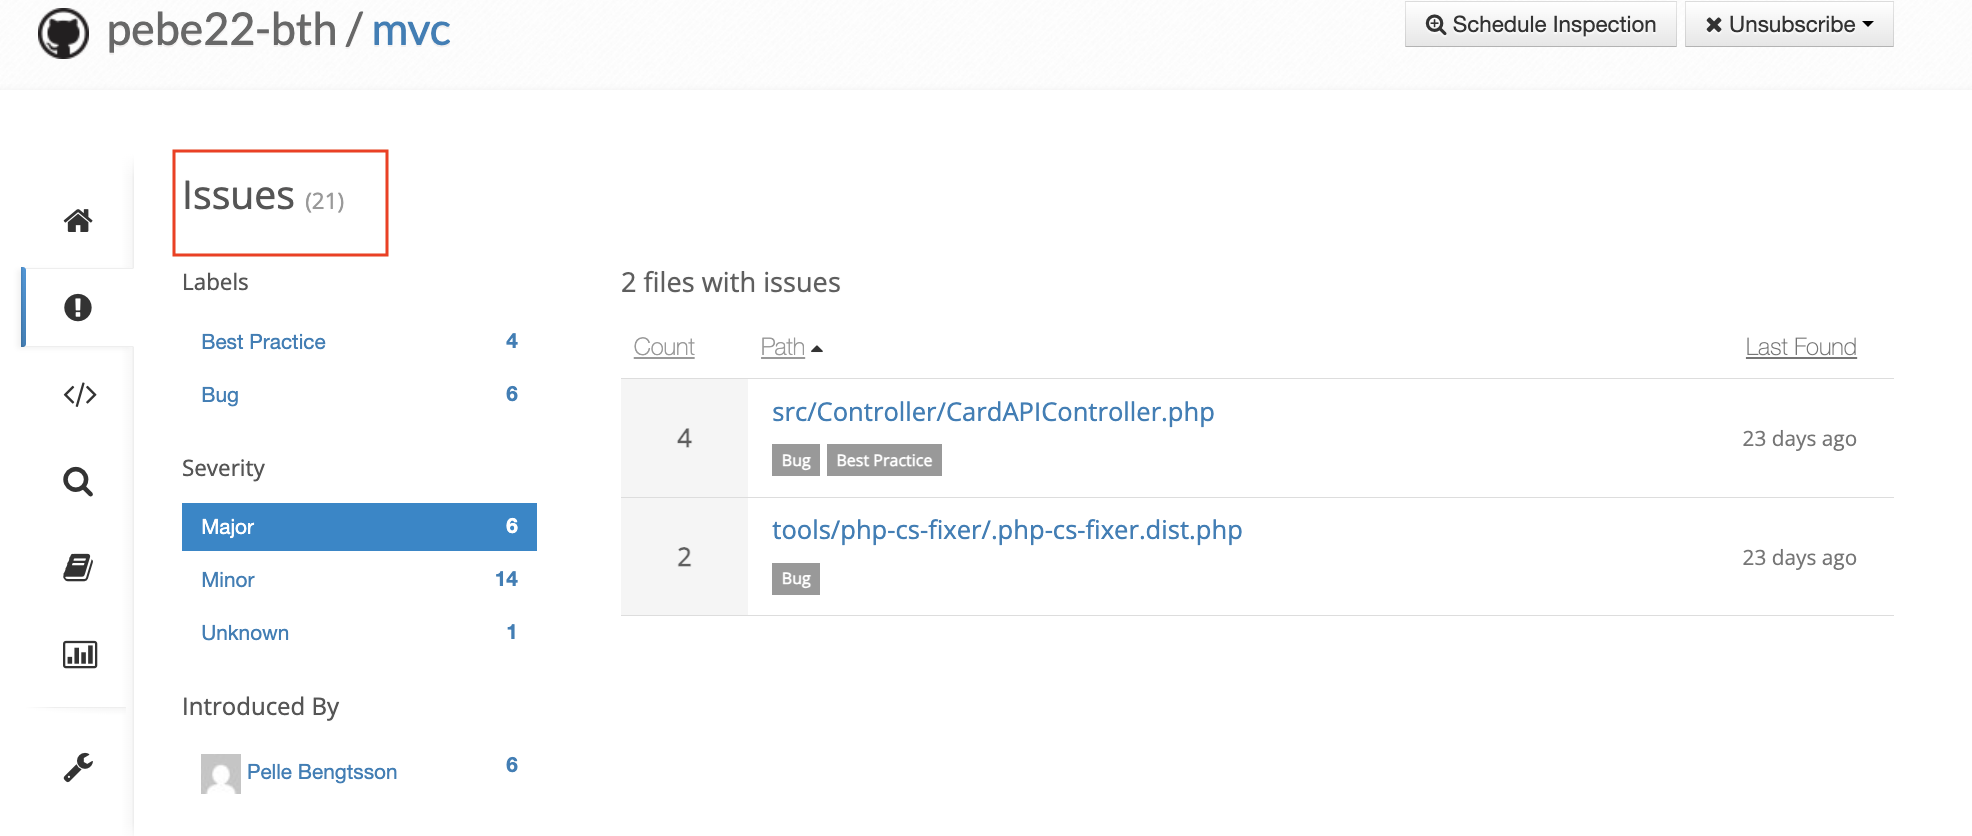 pebe22-bth / mvc
Schedule Inspection
Unsubscribe
Issues (21)
Labels
Best Practice 4
Bug 6
Severity
Major 6
Minor 14
Unknown 1
Introduced By
Pelle Bengtsson 6
2 files with issues
Count Path Last Found
4 src/Controller/CardAPIController.php 23 days ago
Bug Best Practice
2 tools/php-cs-fixer/.php-cs-fixer.dist.php 23 days ago
Bug